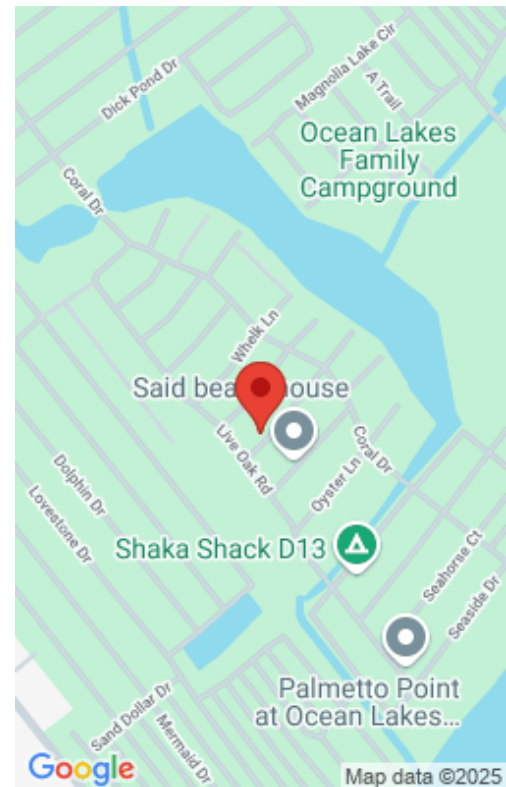 Dick Pond Dr
Magnolia Lake Cir
A Trail
Ocean Lakes
Family
Campground
Coral Dr
Whelk Ln
Said bea house
Live Oak Rd
Coral Dr
Oyster Ln
Dolphin Dr
Lovestone Dr
Shaka Shack D13
Seahorse Ct
Seaside Dr
Palmetto Point
at Ocean Lakes...
Sand Dollar Dr
Mermaid Dr
Google
Map data ©2025